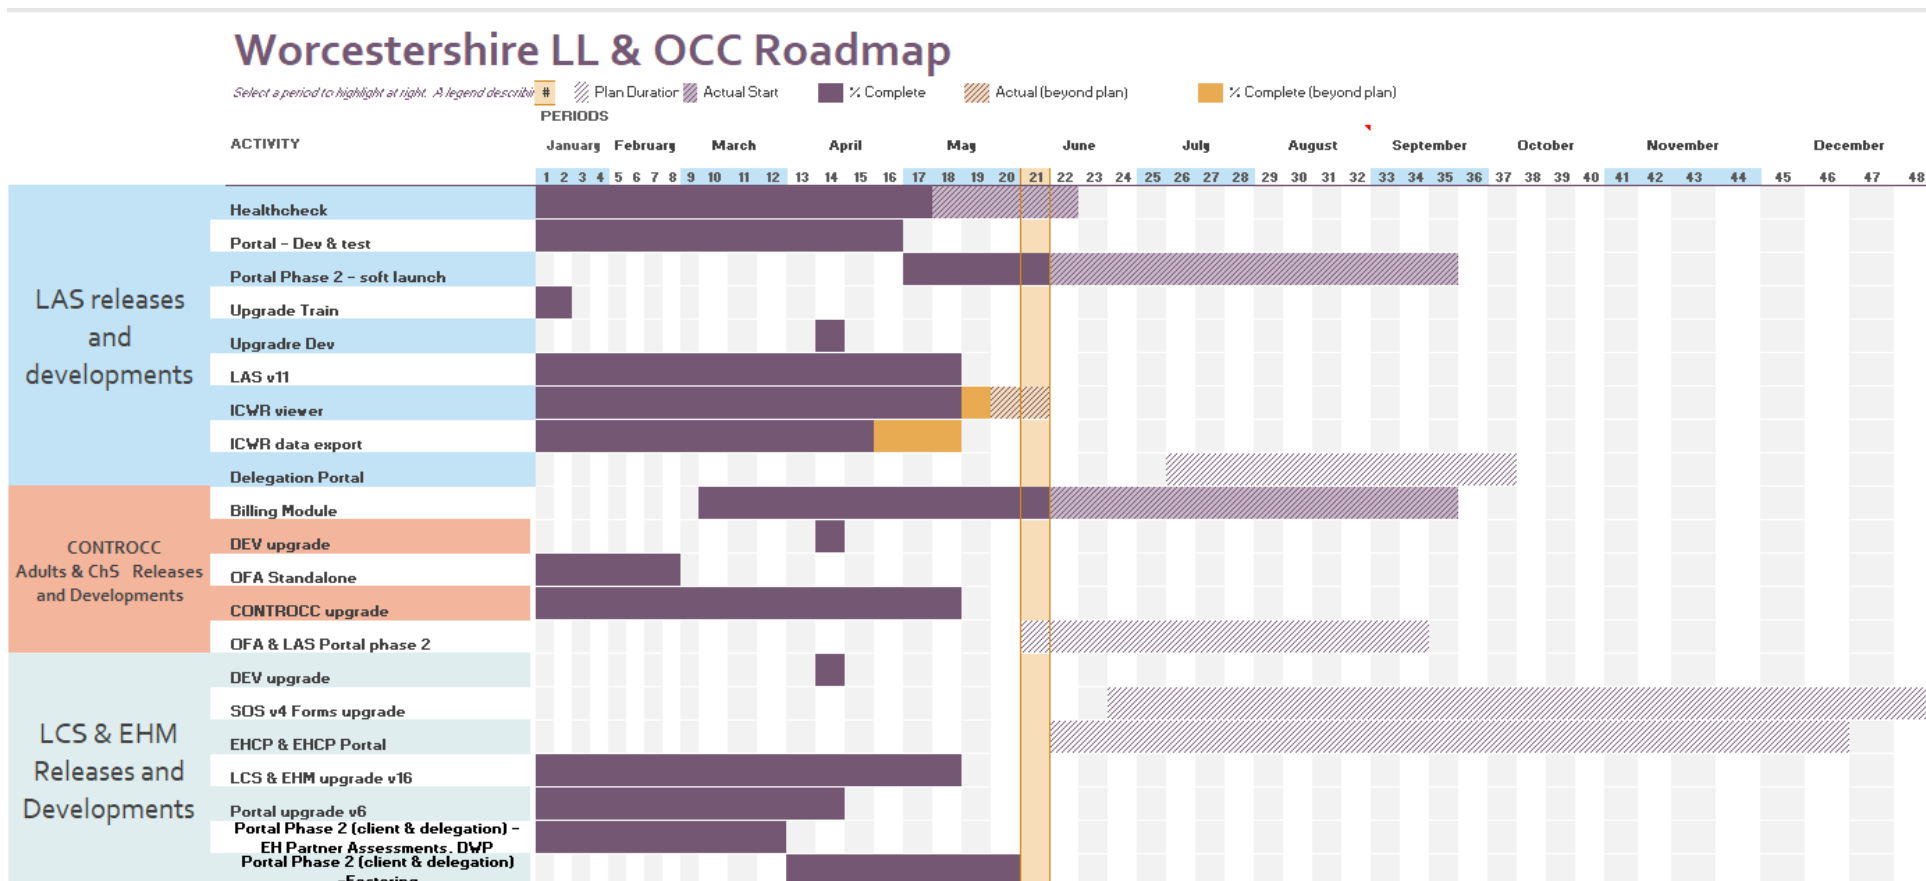 Worcestershire LL & OCC Roadmap
Select a period to highlight at right. A legend describin # Plan Duration Actual Start % Complete Actual (beyond plan) % Complete (beyond plan)
PERIODS
ACTIVITY January February March April May June July August September October November December
1 2 3 4 5 6 7 8 9 10 11 12 13 14 15 16 17 18 19 20 21 22 23 24 25 26 27 28 29 30 31 32 33 34 35 36 37 38 39 40 41 42 43 44 45 46 47 48
LAS releases
and
developments
Healthcheck
Portal - Dev & test
Portal Phase 2 - soft launch
Upgrade Train
Upgradre Dev
LAS v11
ICWR viewer
ICWR data export
Delegation Portal
CONTROCC
Adults & ChS Releases
and Developments
Billing Module
DEV upgrade
OFA Standalone
CONTROCC upgrade
OFA & LAS Portal phase 2
LCS & EHM
Releases and
Developments
DEV upgrade
SOS v4 Forms upgrade
EHCP & EHCP Portal
LCS & EHM upgrade v16
Portal upgrade v6
Portal Phase 2 (client & delegation) -
EH Partner Assessments. DWP
Portal Phase 2 (client & delegation)
-Fostering